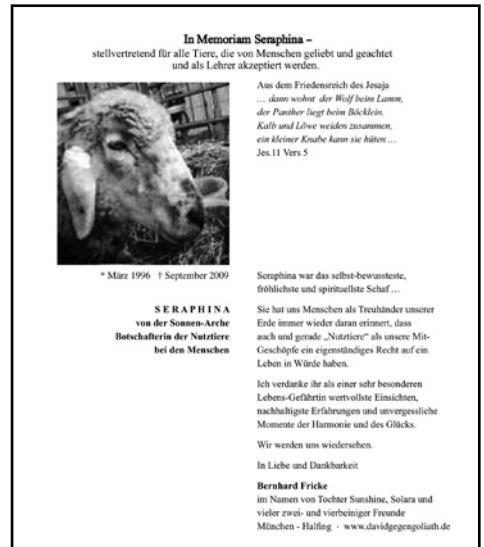 In Memoriam Seraphina –
stellvertretend für alle Tiere, die von Menschen geliebt und geachtet
und als Lehrer akzeptiert werden.
Aus dem Friedensreich des Jesaja
… dann wohnt der Wolf beim Lamm,
der Panther liegt beim Böcklein.
Kalb und Löwe weiden zusammen,
ein kleiner Knabe kann sie hüten …
Jes.11 Vers 5
* März 1996 † September 2009
SERAPHINA
von der Sonnen-Arche
Botschafterin der Nutztiere
bei den Menschen
Seraphina war das selbst-bewussteste,
fröhlichste und spirituellste Schaf …
Sie hat uns Menschen als Treuhänder unserer
Erde immer wieder daran erinnert, dass
auch und gerade „Nutztiere“ als unsere Mit-
Geschöpfe ein eigenständiges Recht auf ein
Leben in Würde haben.
Ich verdanke ihr als einer sehr besonderen
Lebens-Gefährtin wertvollste Einsichten,
nachhaltigste Erfahrungen und unvergessliche
Momente der Harmonie und des Glücks.
Wir werden uns wiedersehen.
In Liebe und Dankbarkeit
Bernhard Fricke
im Namen von Tochter Sunshine, Solara und
vieler zwei- und vierbeiniger Freunde
München - Halfing · www.davidgegengoliath.de